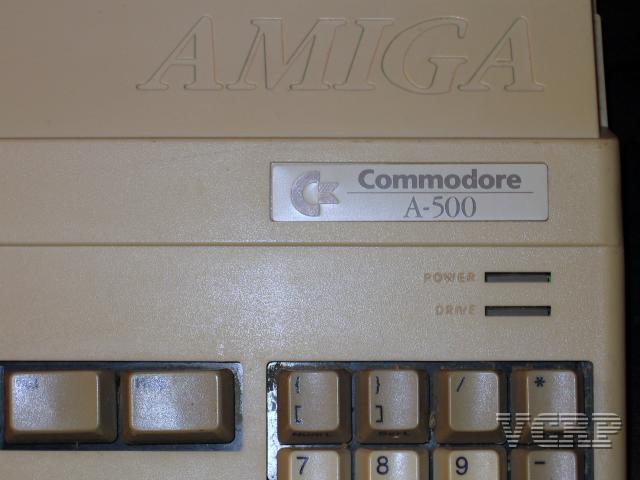 AMIGA
Commodore
A-500
POWER
DRIVE
{ } / *
[ ]
7 8 9 -
VGRP